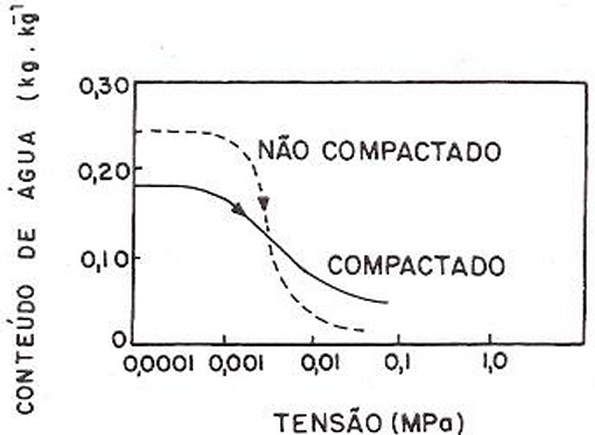 CONTEÚDO DE ÁGUA (kg . kg⁻¹)
0,30
0,20
0,10
0
NÃO COMPACTADO
COMPACTADO
0,0001 0,001 0,01 0,1 1,0
TENSÃO (MPa)